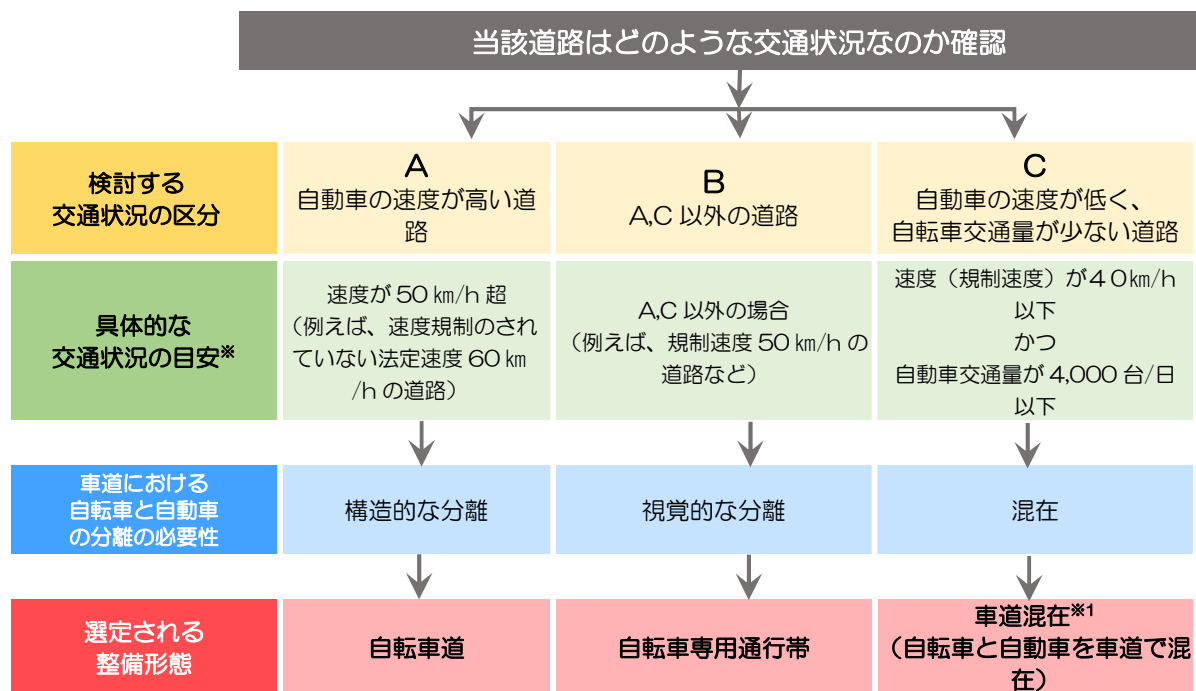 当該道路はどのような交通状況なのか確認
検討する
交通状況の区分
A
自動車の速度が高い道
路
B
A,C 以外の道路
C
自動車の速度が低く、
自転車交通量が少ない道路
具体的な
交通状況の目安※
速度が 50 ㎞/h 超
（例えば、速度規制のされ
ていない法定速度 60 km
/h の道路）
A,C 以外の場合
（例えば、規制速度 50 ㎞/h の
道路など）
速度（規制速度）が４０㎞/h
以下
かつ
自動車交通量が 4,000 台/日
以下
車道における
自転車と自動車
の分離の必要性
構造的な分離
視覚的な分離
混在
選定される
整備形態
自転車道
自転車専用通行帯
車道混在※1
（自転車と自動車を車道で混
在）